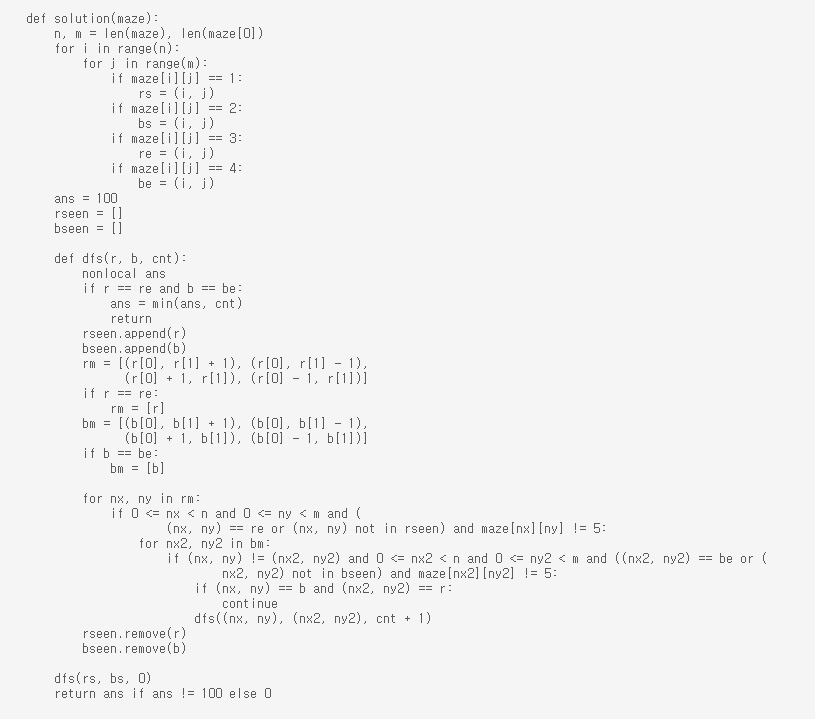 def solution(maze):
    n, m = len(maze), len(maze[0])
    for i in range(n):
        for j in range(m):
            if maze[i][j] == 1:
                rs = (i, j)
            if maze[i][j] == 2:
                bs = (i, j)
            if maze[i][j] == 3:
                re = (i, j)
            if maze[i][j] == 4:
                be = (i, j)
    ans = 100
    rseen = []
    bseen = []

    def dfs(r, b, cnt):
        nonlocal ans
        if r == re and b == be:
            ans = min(ans, cnt)
            return
        rseen.append(r)
        bseen.append(b)
        rm = [(r[0], r[1] + 1), (r[0], r[1] - 1),
              (r[0] + 1, r[1]), (r[0] - 1, r[1])]
        if r == re:
            rm = [r]
        bm = [(b[0], b[1] + 1), (b[0], b[1] - 1),
              (b[0] + 1, b[1]), (b[0] - 1, b[1])]
        if b == be:
            bm = [b]

        for nx, ny in rm:
            if 0 <= nx < n and 0 <= ny < m and (
                    (nx, ny) == re or (nx, ny) not in rseen) and maze[nx][ny] != 5:
                for nx2, ny2 in bm:
                    if (nx, ny) != (nx2, ny2) and 0 <= nx2 < n and 0 <= ny2 < m and ((nx2, ny2) == be or (
                            nx2, ny2) not in bseen) and maze[nx2][ny2] != 5:
                        if (nx, ny) == b and (nx2, ny2) == r:
                            continue
                        dfs((nx, ny), (nx2, ny2), cnt + 1)
        rseen.remove(r)
        bseen.remove(b)

    dfs(rs, bs, 0)
    return ans if ans != 100 else 0